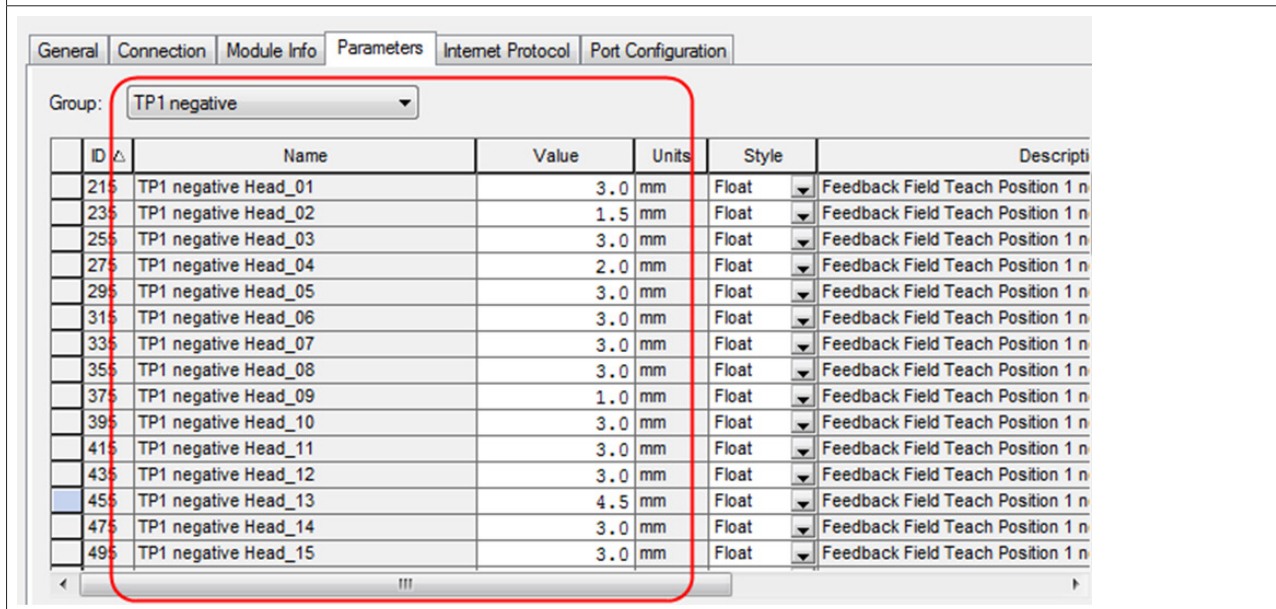 General Connection Module Info Parameters Internet Protocol Port Configuration
Group: TP1 negative
ID Name Value Units Style Descripti
215 TP1 negative Head_01 3.0 mm Float Feedback Field Teach Position 1 n
235 TP1 negative Head_02 1.5 mm Float Feedback Field Teach Position 1 n
255 TP1 negative Head_03 3.0 mm Float Feedback Field Teach Position 1 n
275 TP1 negative Head_04 2.0 mm Float Feedback Field Teach Position 1 n
295 TP1 negative Head_05 3.0 mm Float Feedback Field Teach Position 1 n
315 TP1 negative Head_06 3.0 mm Float Feedback Field Teach Position 1 n
335 TP1 negative Head_07 3.0 mm Float Feedback Field Teach Position 1 n
355 TP1 negative Head_08 3.0 mm Float Feedback Field Teach Position 1 n
375 TP1 negative Head_09 1.0 mm Float Feedback Field Teach Position 1 n
395 TP1 negative Head_10 3.0 mm Float Feedback Field Teach Position 1 n
415 TP1 negative Head_11 3.0 mm Float Feedback Field Teach Position 1 n
435 TP1 negative Head_12 3.0 mm Float Feedback Field Teach Position 1 n
455 TP1 negative Head_13 4.5 mm Float Feedback Field Teach Position 1 n
475 TP1 negative Head_14 3.0 mm Float Feedback Field Teach Position 1 n
495 TP1 negative Head_15 3.0 mm Float Feedback Field Teach Position 1 n